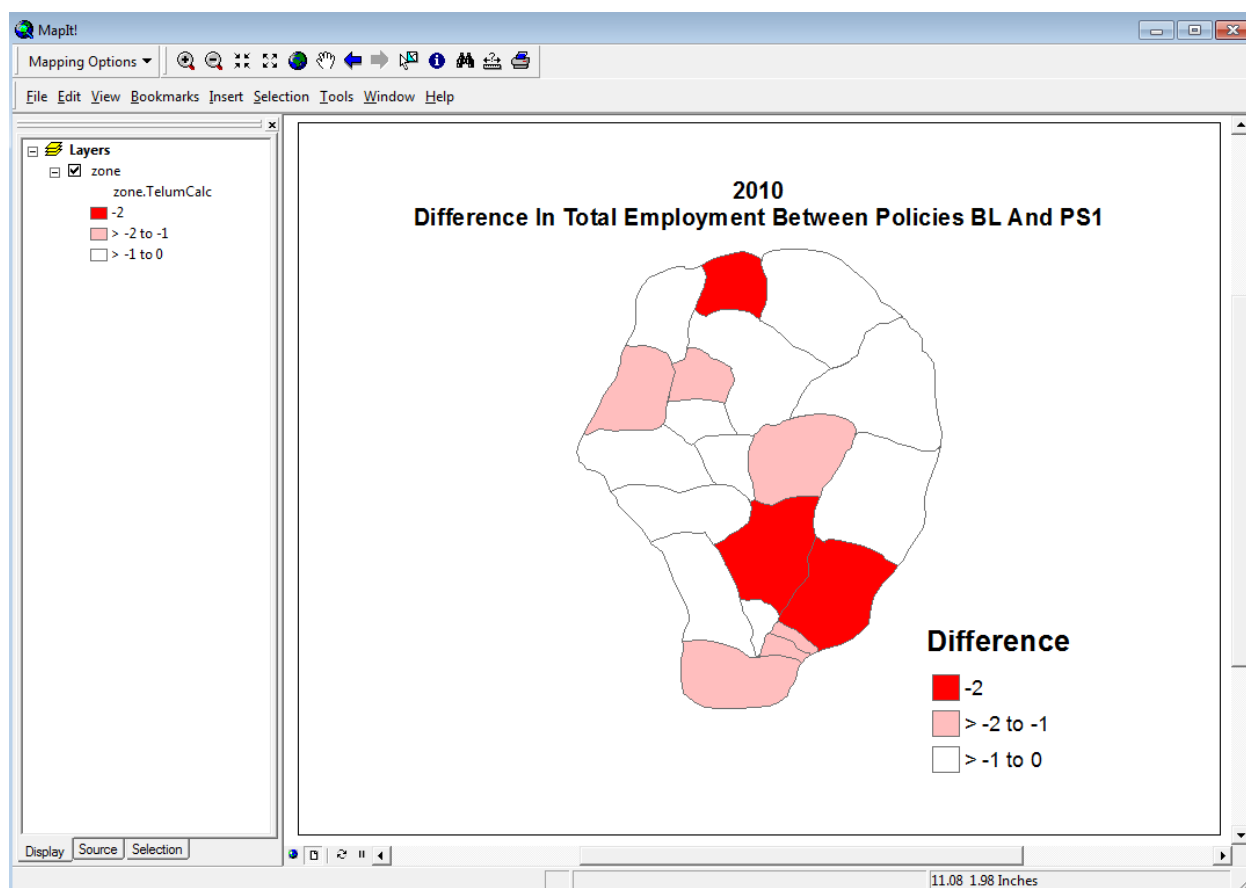 MapIt!
Mapping Options
File Edit View Bookmarks Insert Selection Tools Window Help
Layers
zone
zone.TelumCalc
-2
> -2 to -1
> -1 to 0
2010
Difference In Total Employment Between Policies BL And PS1
Difference
-2
> -2 to -1
> -1 to 0
Display Source Selection
11.08 1.98 Inches